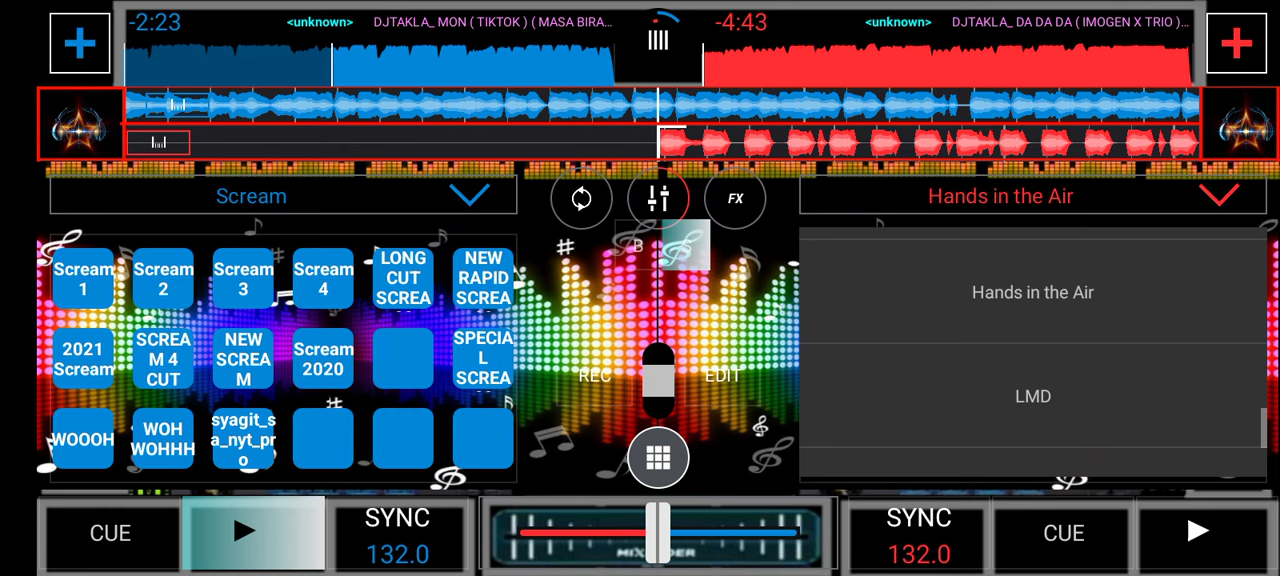 -2:23
<unknown>
DJTAKLA_ MON ( TIKTOK ) ( MASA BIRA...
-4:43
<unknown>
DJTAKLA_ DA DA DA ( IMOGEN X TRIO )...
Scream
FX
Hands in the Air
B
S
Scream
1
Scream
2
Scream
3
Scream
4
LONG
CUT
SCREA
NEW
RAPID
SCREA
2021
Scream
SCREA
M 4
CUT
NEW
SCREA
M
Scream
2020
SPECIA
L
SCREA
WOOOH
WOH
WOHHH
syagit_s
a_nyt_pr
o
REC
EDIT
Hands in the Air
LMD
CUE
SYNC
132.0
SYNC
132.0
CUE